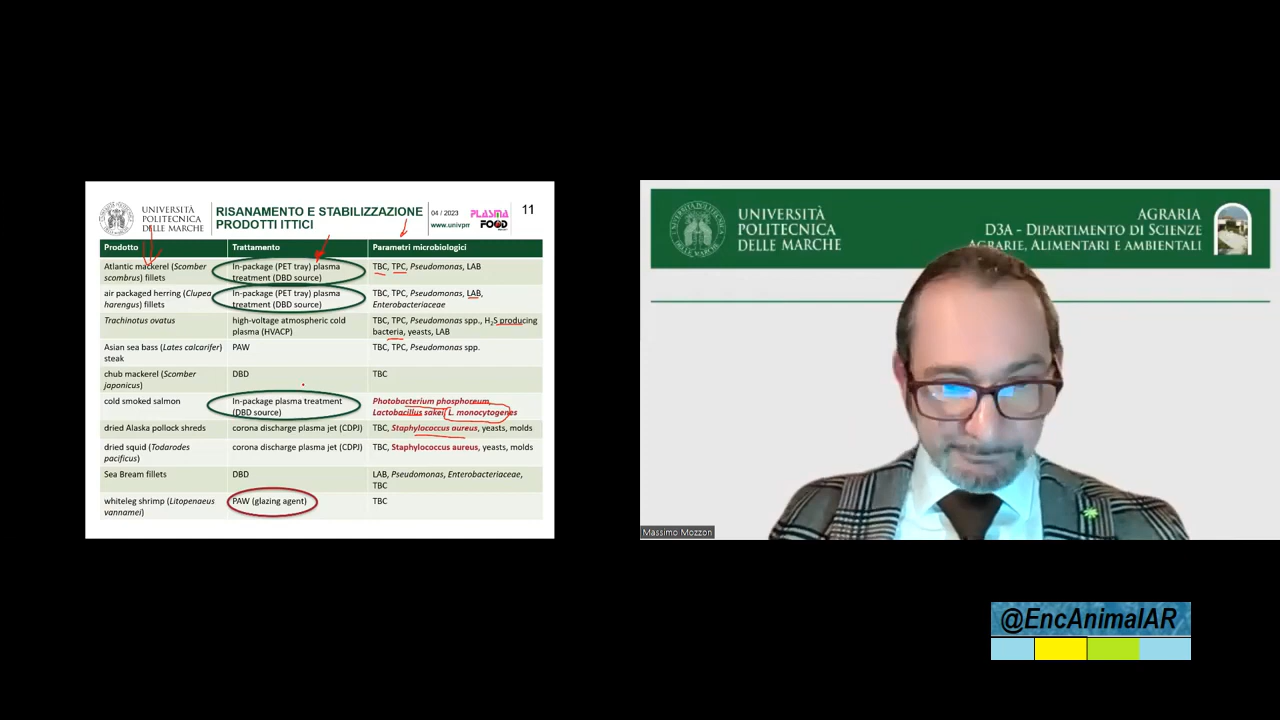 UNIVERSITÀ
POLITECNICA
DELLE MARCHE
RISANAMENTO E STABILIZZAZIONE
PRODOTTI ITTICI
04 / 2023
www.univpm
PLASMA
FOOD
11
Prodotto Trattamento Parametri microbiologici
Atlantic mackerel (Scomber In-package (PET tray) plasma TBC, TPC, Pseudomonas, LAB
scombrus) fillets treatment (DBD source)
air packaged herring (Clupea In-package (PET tray) plasma TBC, TPC, Pseudomonas, LAB,
harengus) fillets treatment (DBD source) Enterobacteriaceae
Trachinotus ovatus high-voltage atmospheric cold TBC, TPC, Pseudomonas spp., H2S producing
plasma (HVACP) bacteria, yeasts, LAB
Asian sea bass (Lates calcarifer) PAW TBC, TPC, Pseudomonas spp.
steak
chub mackerel (Scomber DBD TBC
japonicus)
cold smoked salmon In-package plasma treatment Photobacterium phosphoreum,
(DBD source) Lactobacillus sakei, L. monocytogenes
dried Alaska pollock shreds corona discharge plasma jet (CDPJ) TBC, Staphylococcus aureus, yeasts, molds
dried squid (Todarodes corona discharge plasma jet (CDPJ) TBC, Staphylococcus aureus, yeasts, molds
pacificus)
Sea Bream fillets DBD LAB, Pseudomonas, Enterobacteriaceae,
TBC
whiteleg shrimp (Litopenaeus PAW (glazing agent) TBC
vannamei)
UNIVERSITÀ
POLITECNICA
DELLE MARCHE
AGRARIA
D3A - DIPARTIMENTO DI SCIENZE
AGRARIE, ALIMENTARI E AMBIENTALI
Massimo Mozzon
@EncAnimalAR